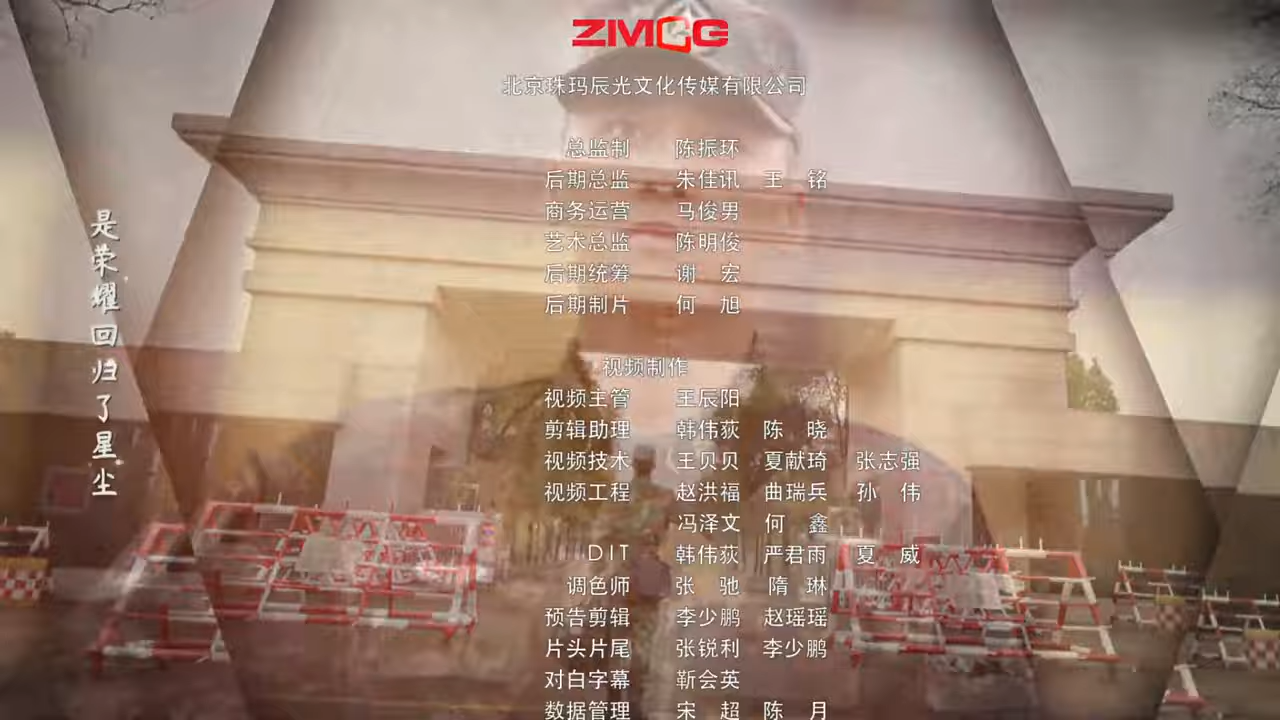 ZMCG
北京珠玛辰光文化传媒有限公司
总监制 陈振环
后期总监 朱佳讯 王 铭
商务运营 马俊男
艺术总监 陈明俊
后期统筹 谢 宏
后期制片 何 旭
视频制作
视频主管 王辰阳
剪辑助理 韩伟荻 陈 晓
视频技术 王贝贝 夏献琦 张志强
视频工程 赵洪福 曲瑞兵 孙 伟
冯泽文 何 鑫
DIT 韩伟荻 严君雨 夏 威
调色师 张 驰 隋 琳
预告剪辑 李少鹏 赵瑶瑶
片头片尾 张锐利 李少鹏
对白字幕 靳会英
数据管理 宋 超 陈 月
是荣耀回归了星尘